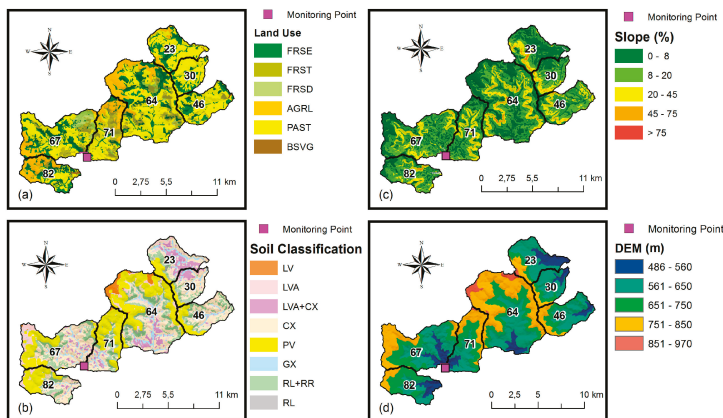 Monitoring Point
Land Use
FRSE
FRST
FRSD
AGRL
PAST
BSVG
N
W
E
S
23
30
64
46
71
67
82
0 2,75 5,5 11 km
(a)
Monitoring Point
Slope (%)
0 - 8
8 - 20
20 - 45
45 - 75
> 75
N
W
E
S
23
30
64
46
71
67
82
0 2,75 5,5 11 km
(c)
Monitoring Point
Soil Classification
LV
LVA
LVA+CX
CX
PV
GX
RL+RR
RL
N
W
E
S
23
30
64
46
71
67
82
0 2,75 5,5 11 km
(b)
Monitoring Point
DEM (m)
486 - 560
561 - 650
651 - 750
751 - 850
851 - 970
N
W
E
S
23
30
64
46
71
67
82
0 2,5 5 10 km
(d)